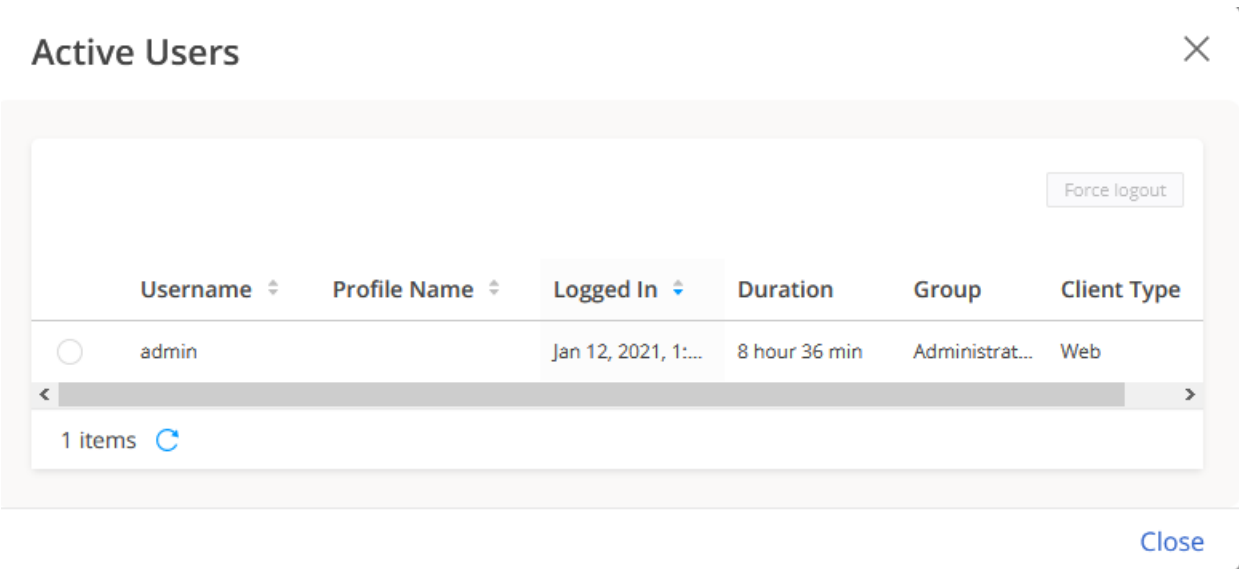 Active Users
Force logout
Username Profile Name Logged In Duration Group Client Type
admin Jan 12, 2021, 1:... 8 hour 36 min Administrat... Web
1 items
Close